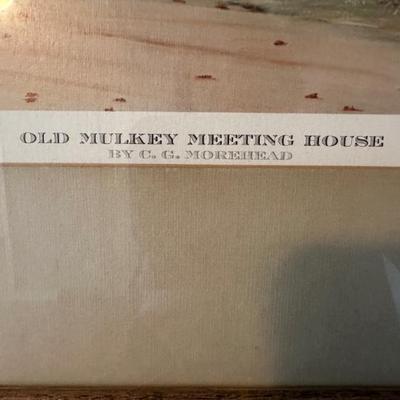 OLD MULKEY MEETING HOUSE
BY C. G. MOREHEAD